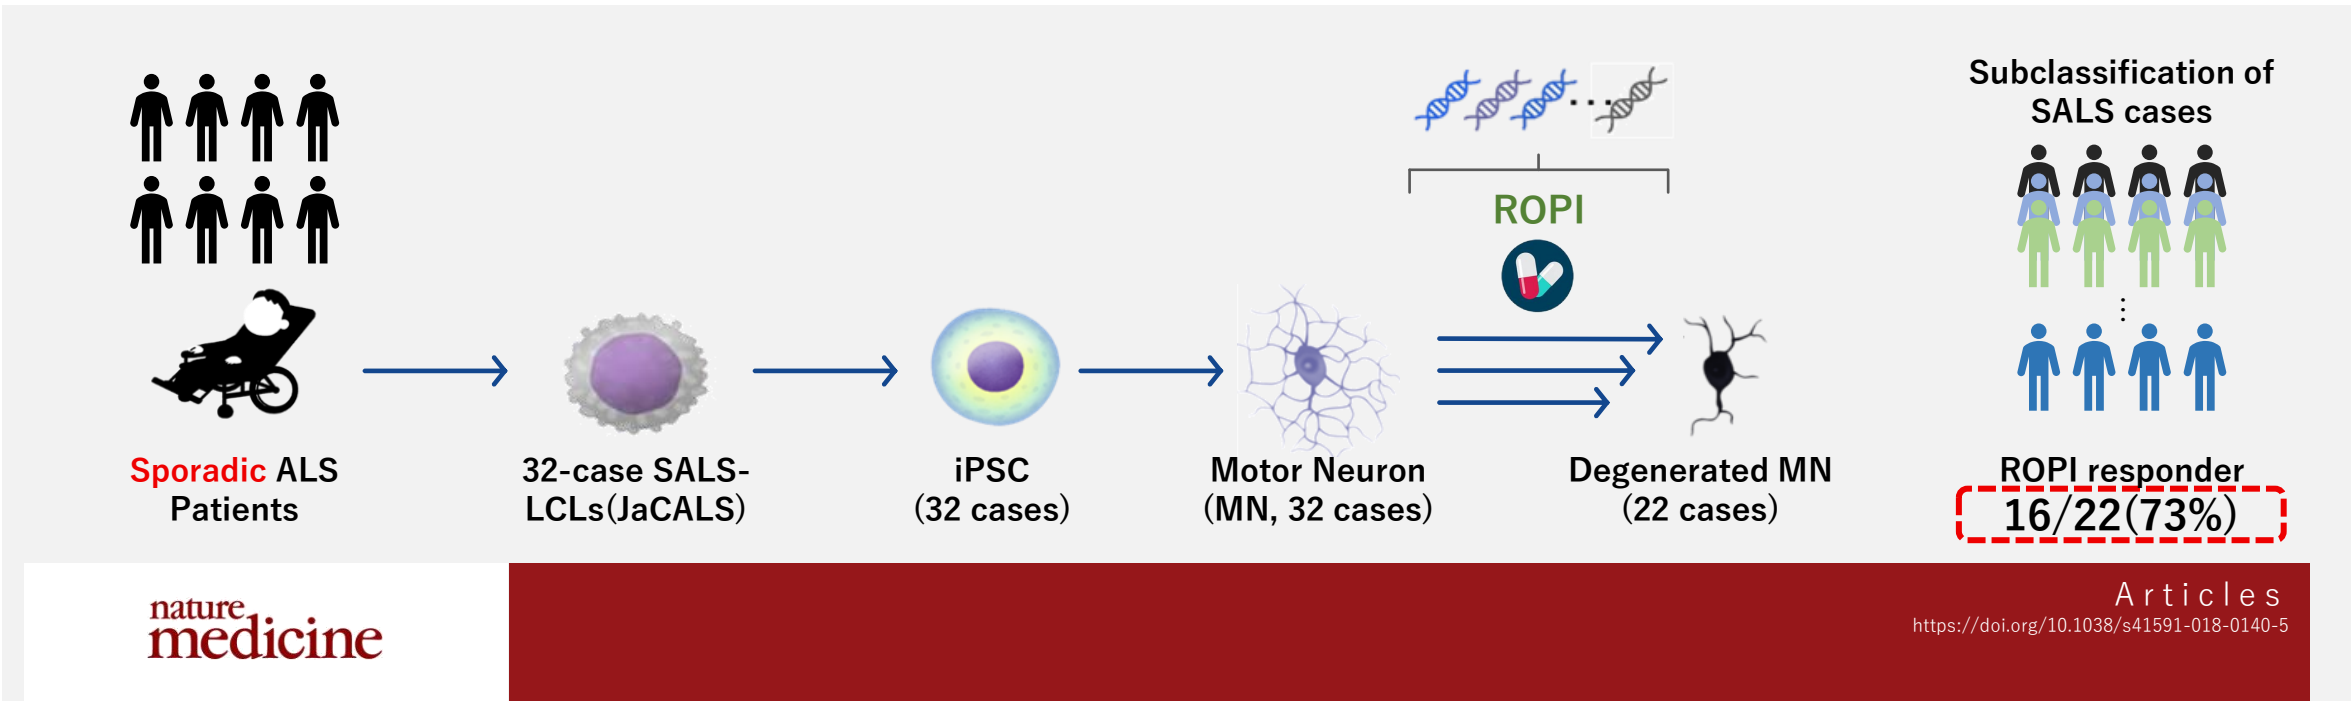 Subclassification of
SALS cases
ROPI
Sporadic ALS
Patients
32-case SALS-
LCLs(JaCALS)
iPSC
(32 cases)
Motor Neuron
(MN, 32 cases)
Degenerated MN
(22 cases)
ROPI responder
16/22(73%)
nature
medicine
Articles
https://doi.org/10.1038/s41591-018-0140-5